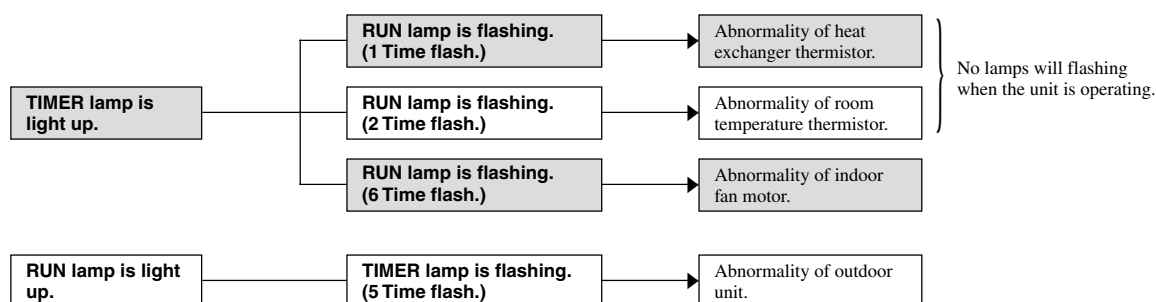 RUN lamp is flashing.
(1 Time flash.)
Abnormality of heat
exchanger thermistor.
No lamps will flashing
when the unit is operating.
TIMER lamp is
light up.
RUN lamp is flashing.
(2 Time flash.)
Abnormality of room
temperature thermistor.
RUN lamp is flashing.
(6 Time flash.)
Abnormality of indoor
fan motor.
RUN lamp is light
up.
TIMER lamp is flashing.
(5 Time flash.)
Abnormality of outdoor
unit.